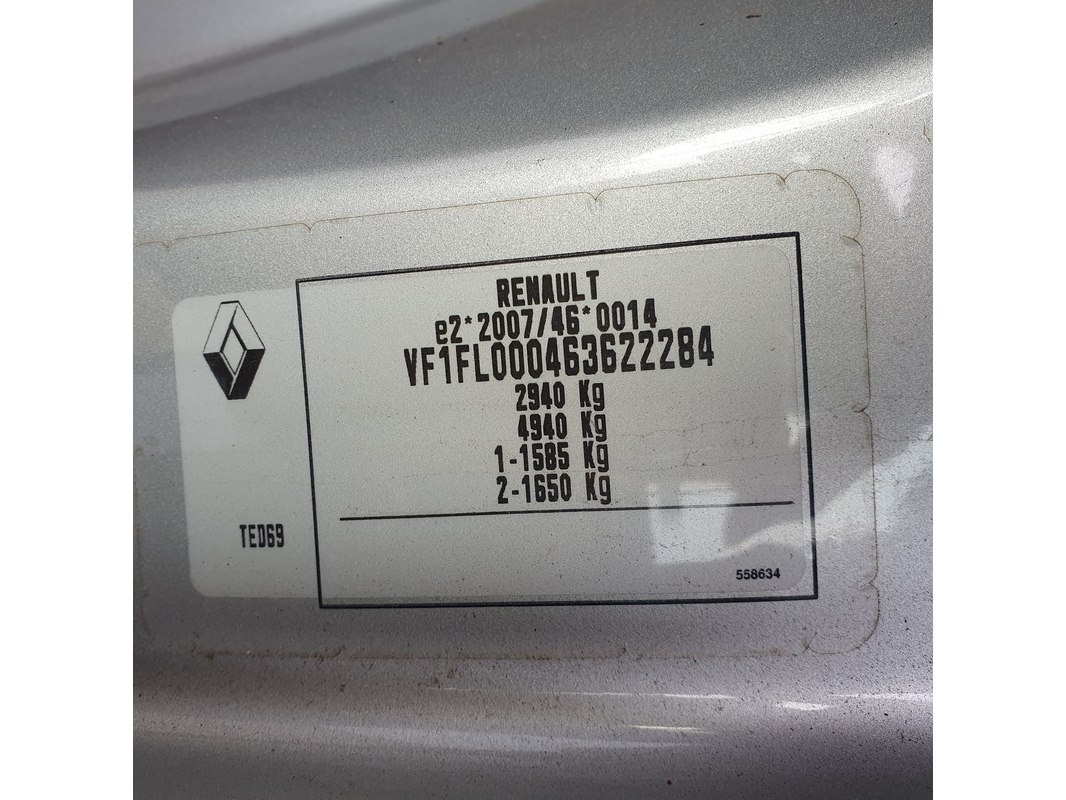 RENAULT
e2*2007/46*0014
VF1FL000463622284
2940 Kg
4940 Kg
1-1585 Kg
2-1650 Kg
TED69
558634